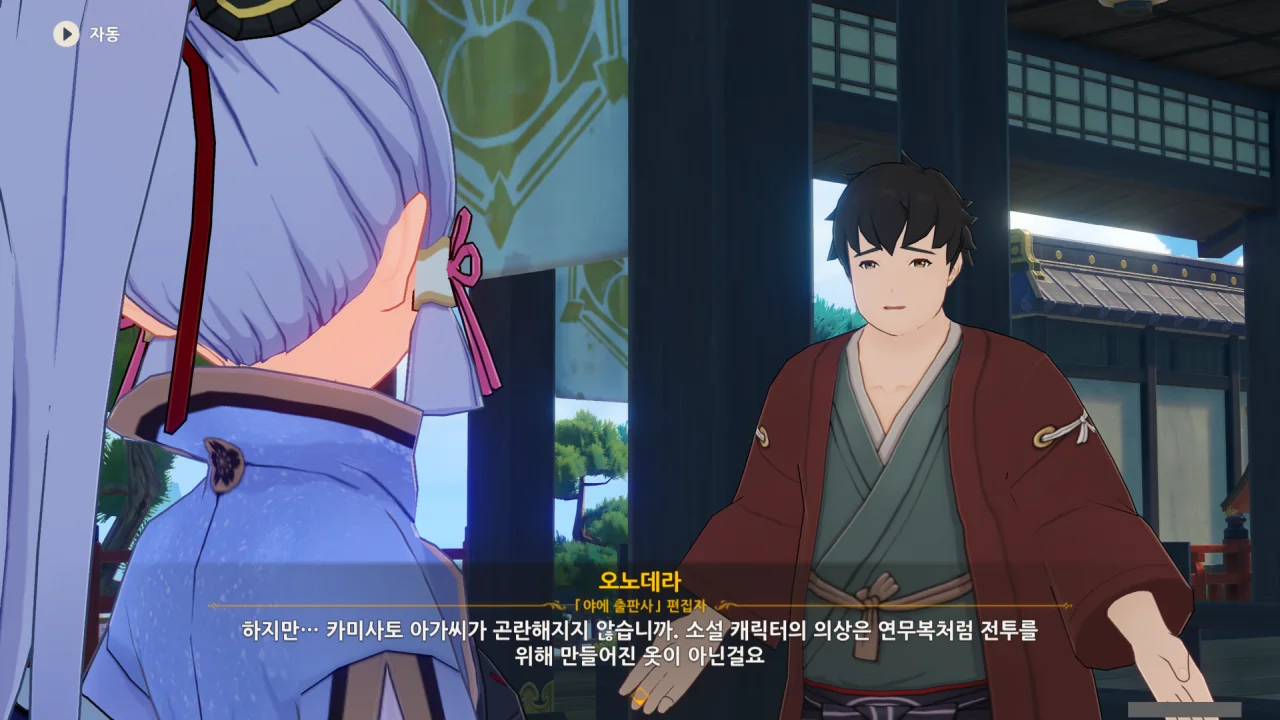 자동
오노데라
「야에 출판사」 편집자
하지만… 카미사토 아가씨가 곤란해지지 않습니까. 소설 캐릭터의 의상은 연무복처럼 전투를
위해 만들어진 옷이 아닌걸요